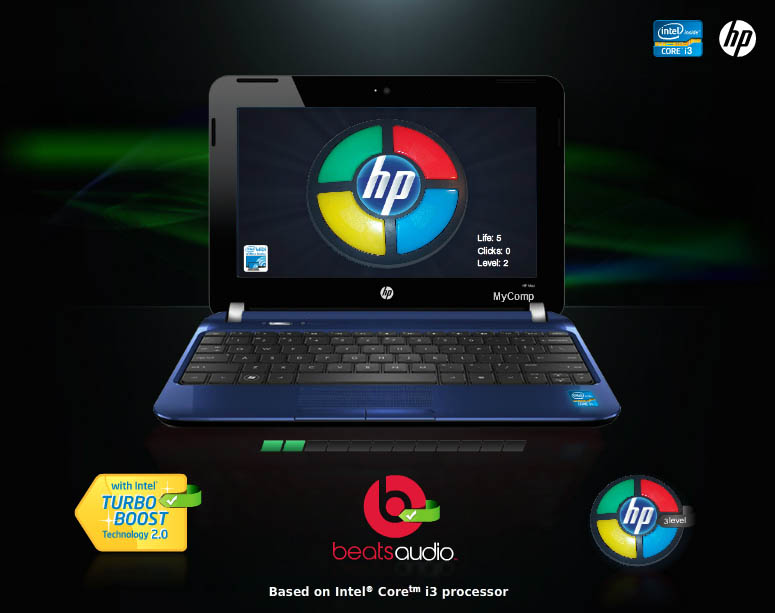 intel inside
CORE i3
hp
hp
Life: 5
Clicks: 0
Level: 2
hp
MyComp
with Intel
TURBO
BOOST
Technology 2.0
beatsaudio
hp
3level
Based on Intel® Core™ i3 processor